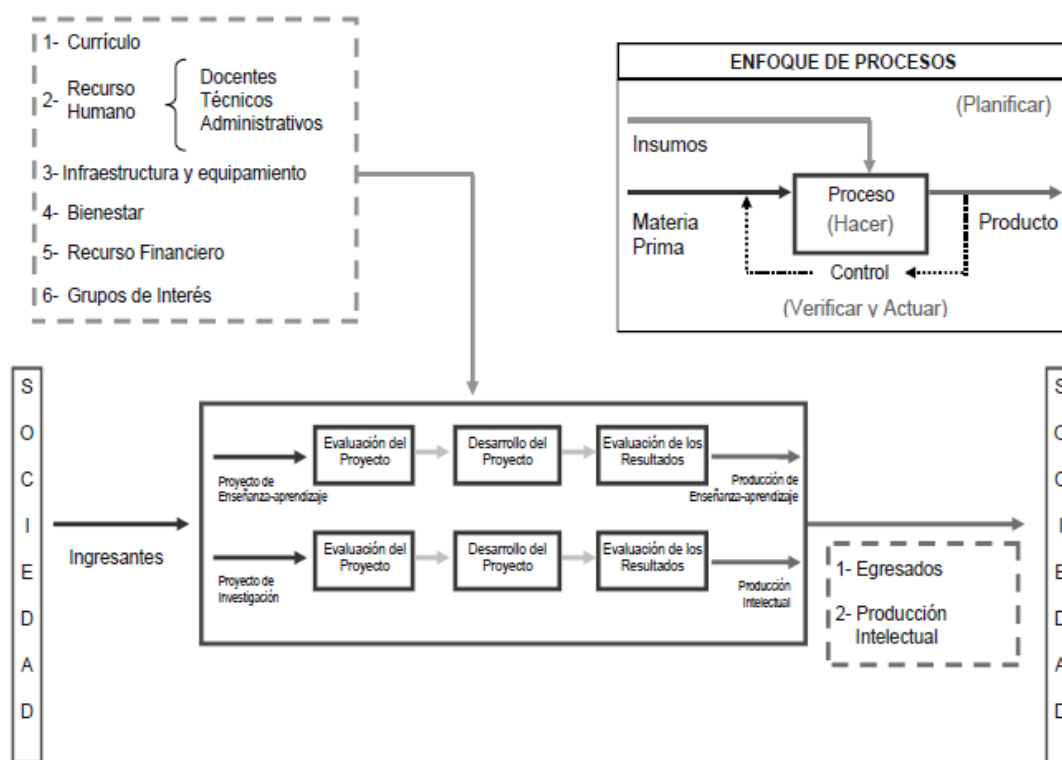 1- Currículo
2- Recurso
Humano
Docentes
Técnicos
Administrativos
3- Infraestructura y equipamiento
4- Bienestar
5- Recurso Financiero
6- Grupos de Interés
ENFOQUE DE PROCESOS
(Planificar)
Insumos
Materia
Prima
Proceso
(Hacer)
Producto
Control
(Verificar y Actuar)
S
O
C
I
E
D
A
D
Ingresantes
Proyecto de
Enseñanza-aprendizaje
Evaluación del
Proyecto
Desarrollo del
Proyecto
Evaluación de los
Resultados
Producción de
Enseñanza-aprendizaje
Proyecto de
Investigación
Evaluación del
Proyecto
Desarrollo del
Proyecto
Evaluación de los
Resultados
Producción
Intelectual
1- Egresados
2- Producción
Intelectual
S
O
C
I
E
D
A
D